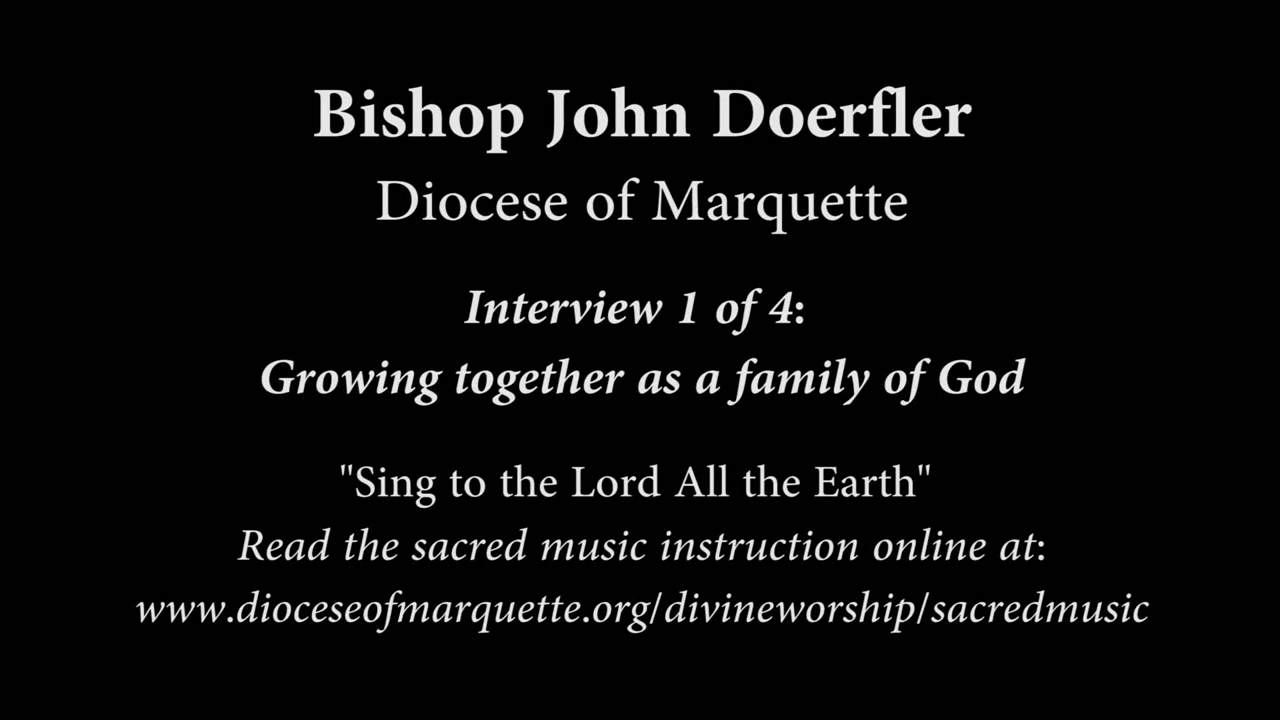 Bishop John Doerfler
Diocese of Marquette
Interview 1 of 4:
Growing together as a family of God
"Sing to the Lord All the Earth"
Read the sacred music instruction online at:
www.dioceseofmarquette.org/divineworship/sacredmusic